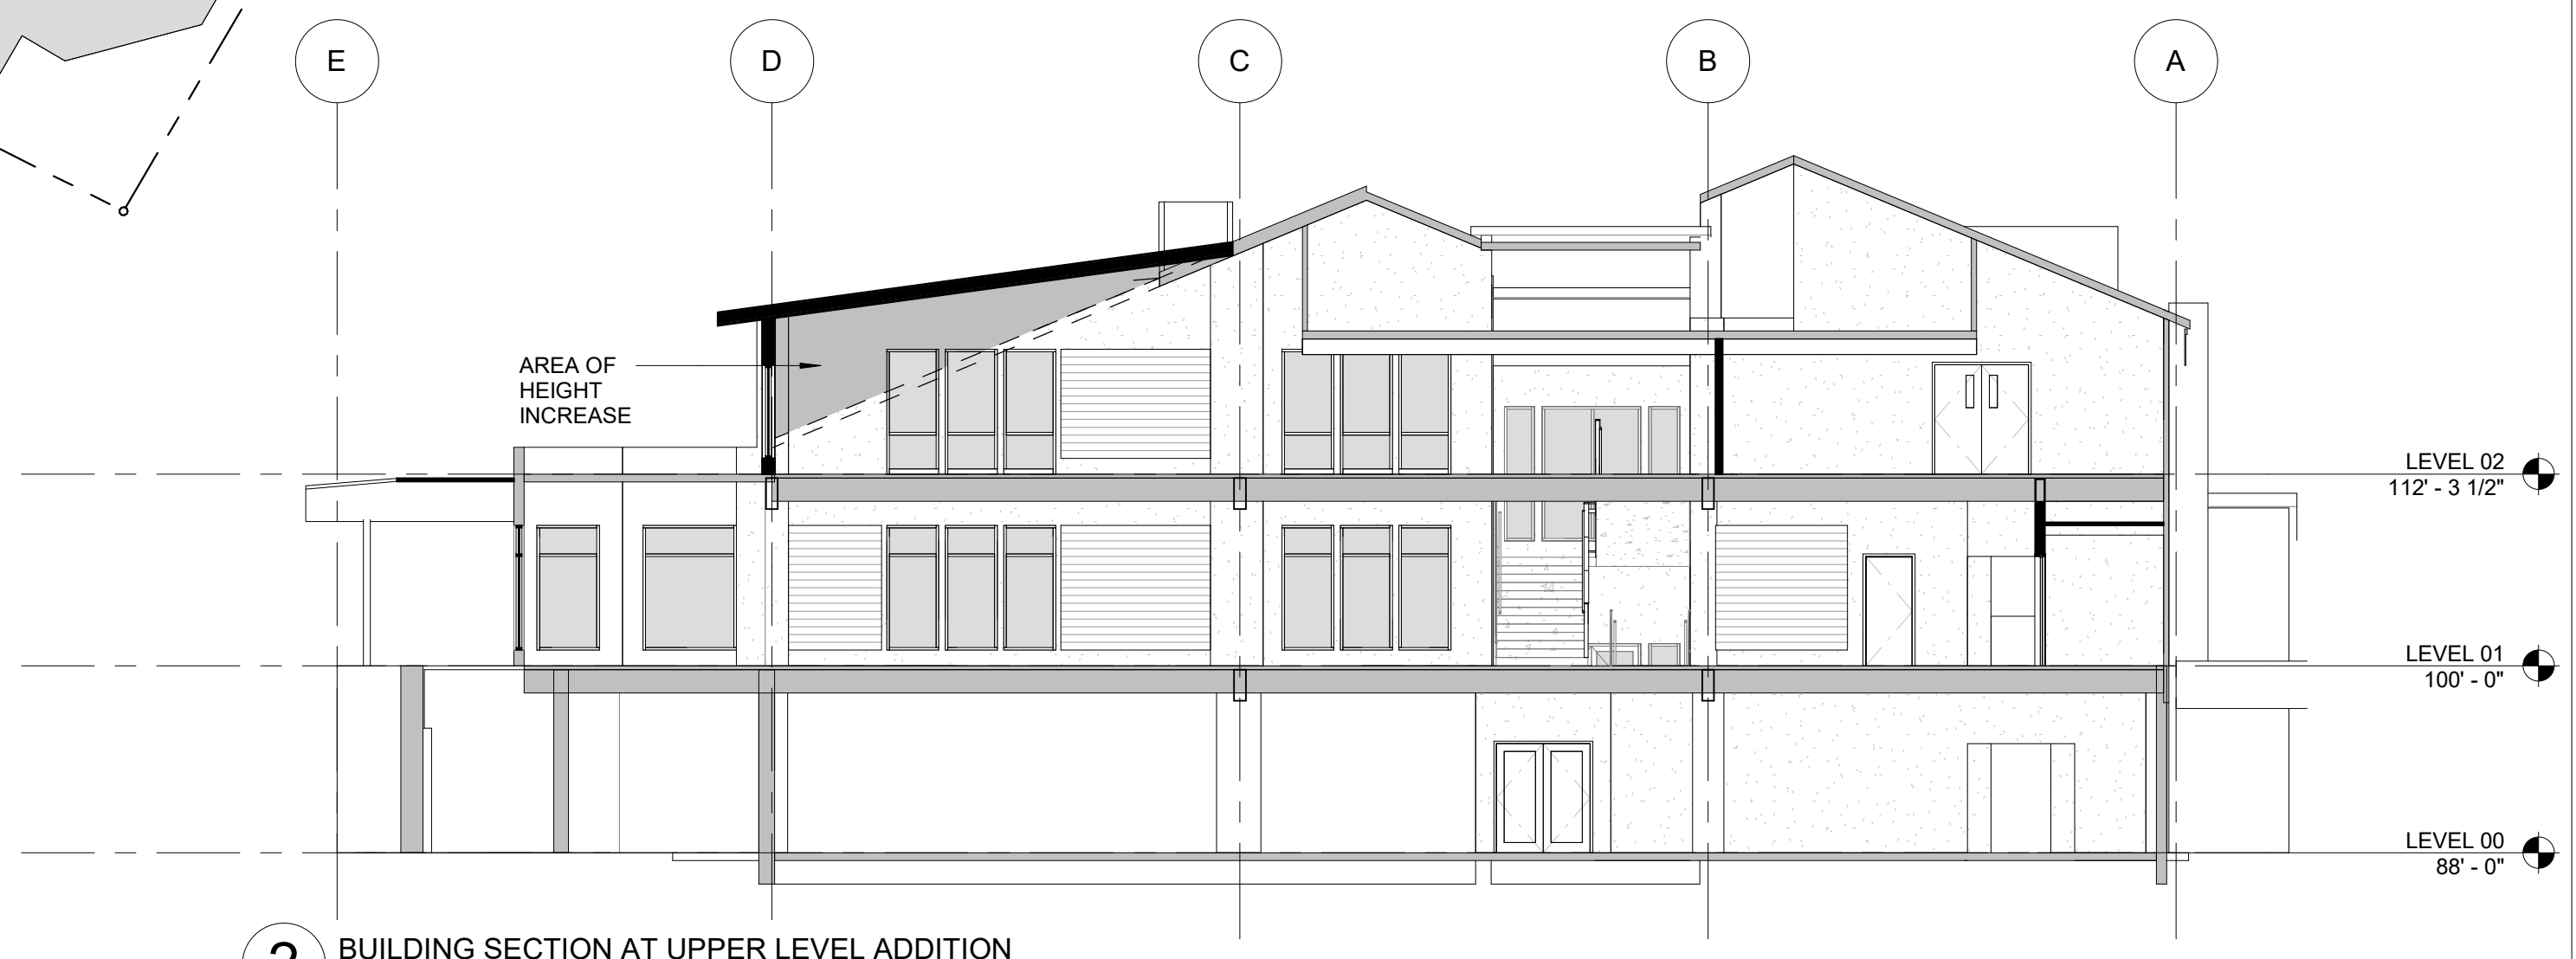 E
D
C
B
A
AREA OF
HEIGHT
INCREASE
LEVEL 02
112' - 3 1/2"
LEVEL 01
100' - 0"
LEVEL 00
88' - 0"
BUILDING SECTION AT UPPER LEVEL ADDITION